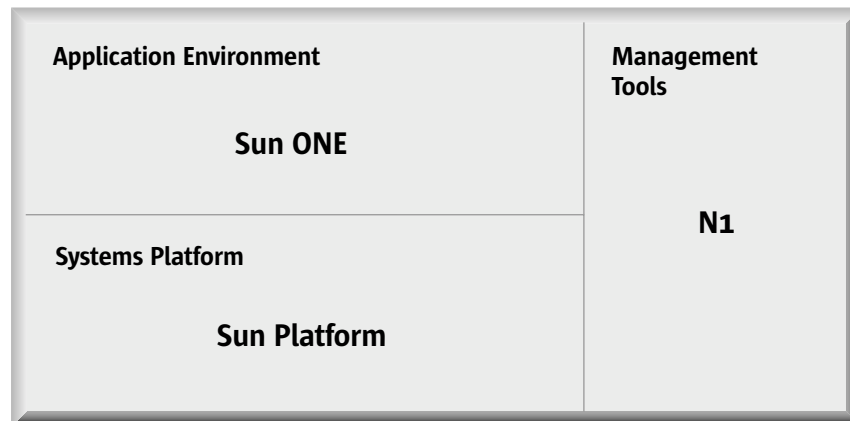 Application Environment
Sun ONE
Systems Platform
Sun Platform
Management
Tools
N1